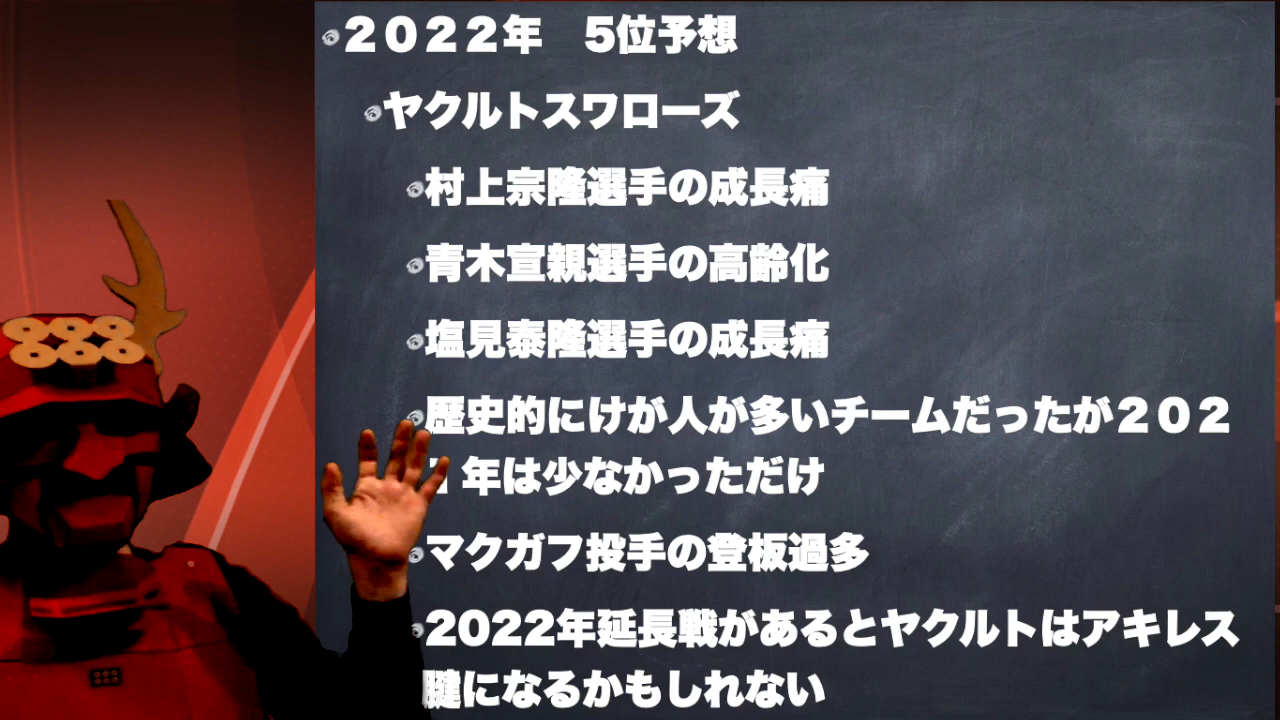 ２０２２年　5位予想
ヤクルトスワローズ
村上宗隆選手の成長痛
青木宣親選手の高齢化
塩見泰隆選手の成長痛
歴史的にけが人が多いチームだったが２０２
年は少なかっただけ
マクガフ投手の登板過多
2022年延長戦があるとヤクルトはアキレス
腱になるかもしれない